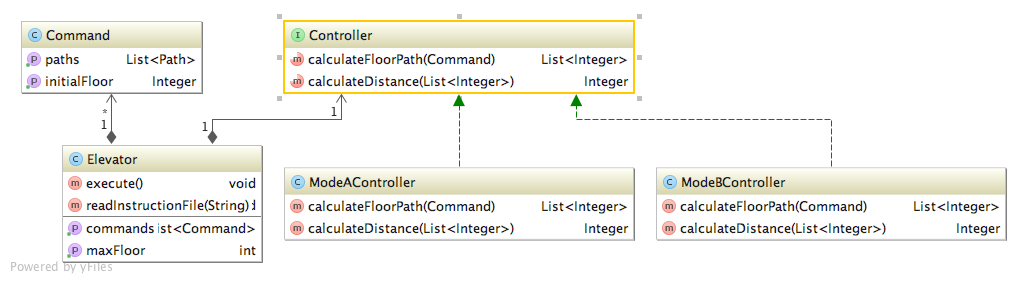 Command
paths List<Path>
initialFloor Integer
Controller
calculateFloorPath(Command) List<Integer>
calculateDistance(List<Integer>) Integer
*
1
1
1
Elevator
execute() void
readInstructionFile(String)
commands ist<Command>
maxFloor int
ModeAController
calculateFloorPath(Command) List<Integer>
calculateDistance(List<Integer>) Integer
ModeBController
calculateFloorPath(Command) List<Integer>
calculateDistance(List<Integer>) Integer
Powered by yFiles